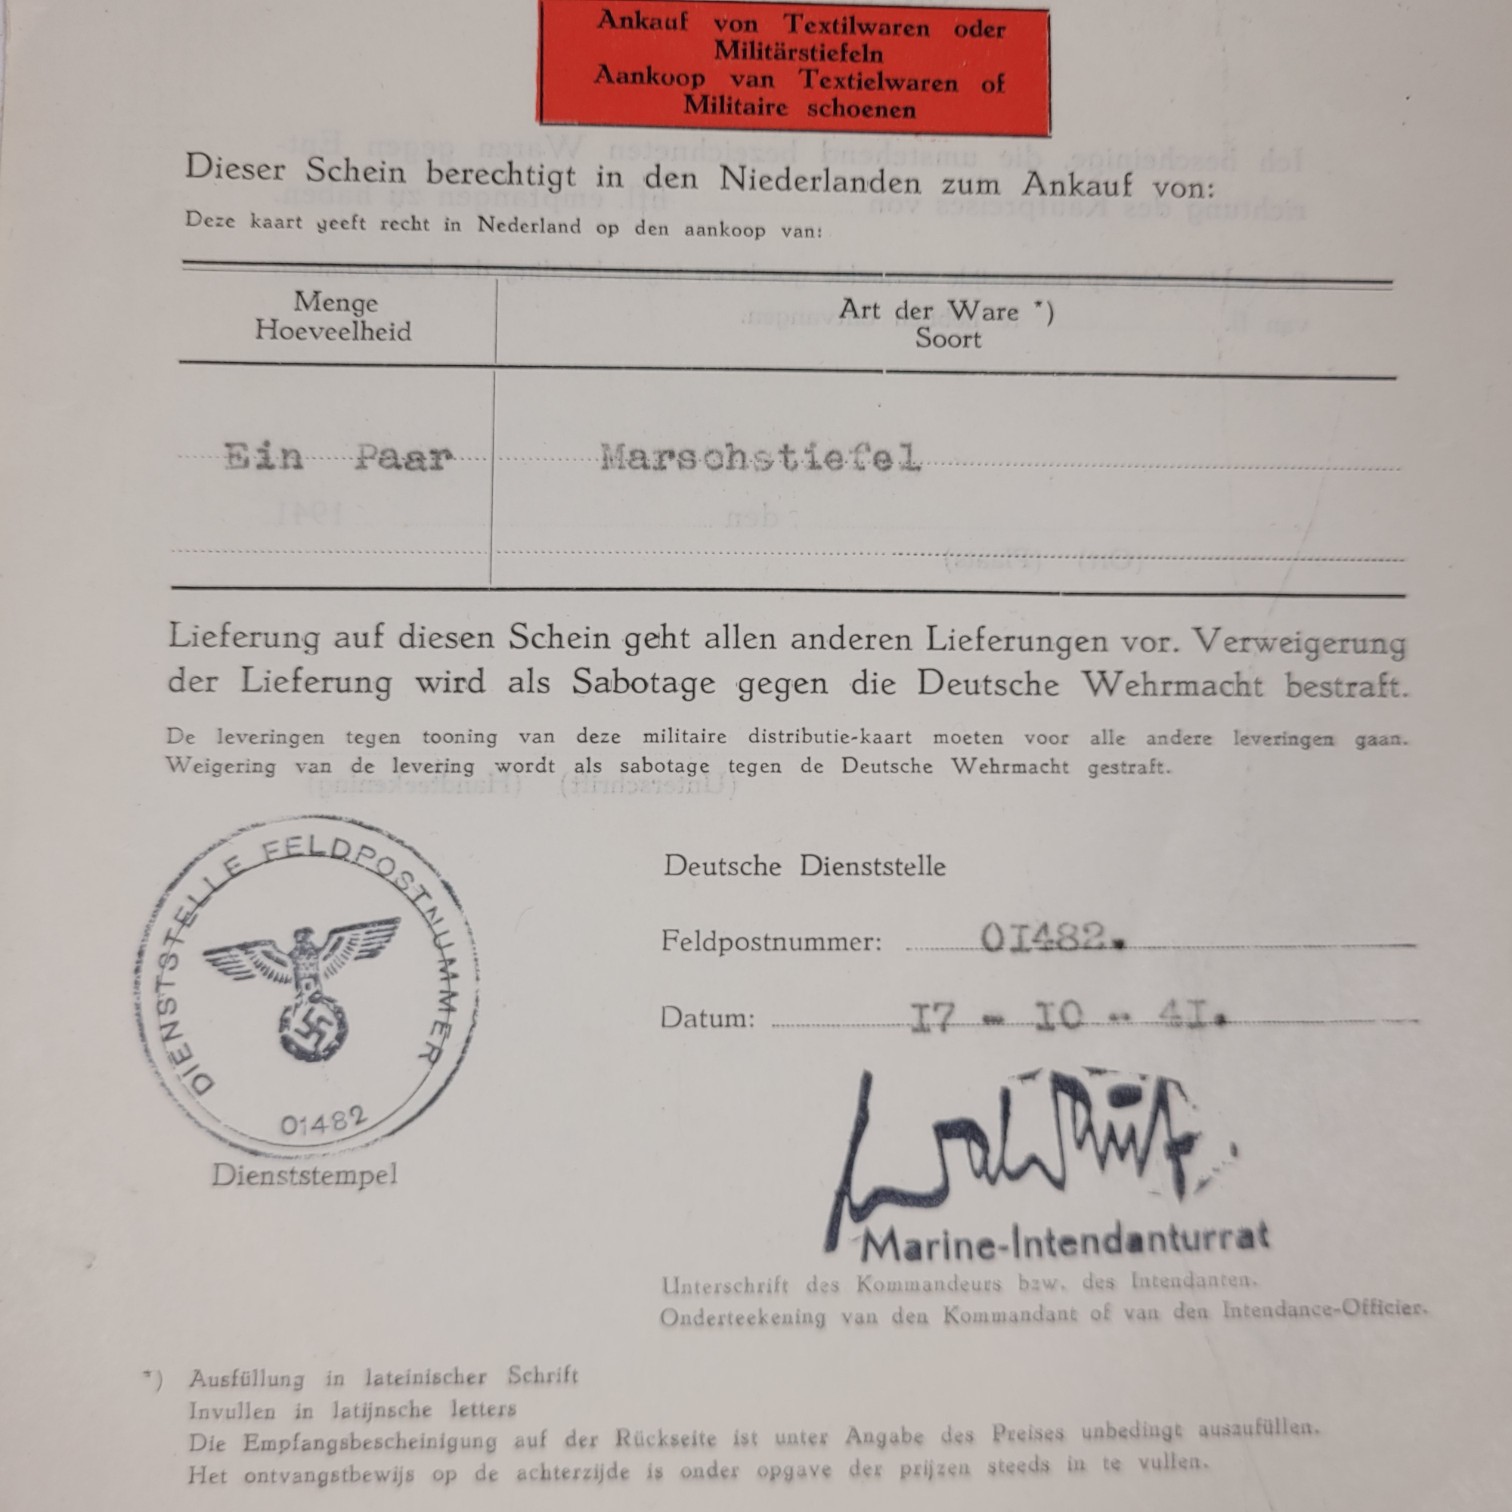 Ankauf von Textilwaren oder
Militärstiefeln
Aankoop van Textielwaren of
Militaire schoenen
Dieser Schein berechtigt in den Niederlanden zum Ankauf von:
Deze kaart geeft recht in Nederland op den aankoop van:
Menge
Hoeveelheid
Art der Ware *)
Soort
Ein Paar Marschstiefel
Lieferung auf diesen Schein geht allen anderen Lieferungen vor. Verweigerung
der Lieferung wird als Sabotage gegen die Deutsche Wehrmacht bestraft.
De leveringen tegen tooning van deze militaire distributie-kaart moeten voor alle andere leveringen gaan.
Weigering van de levering wordt als sabotage tegen de Deutsche Wehrmacht gestraft.
DIENSTSTELLE FELDPOSTNUMMER
01482
Dienststempel
Deutsche Dienststelle
Feldpostnummer: 0I482.
Datum: I7 - I0 - 4I.
Marine-Intendanturrat
Unterschrift des Kommandeurs bzw. des Intendanten.
Onderteekening van den Kommandant of van den Intendance-Officier.
*) Ausfüllung in lateinischer Schrift
Invullen in latijnsche letters
Die Empfangsbescheinigung auf der Rückseite ist unter Angabe des Preises unbedingt auszufüllen.
Het ontvangstbewijs op de achterzijde is onder opgave der prijzen steeds in te vullen.